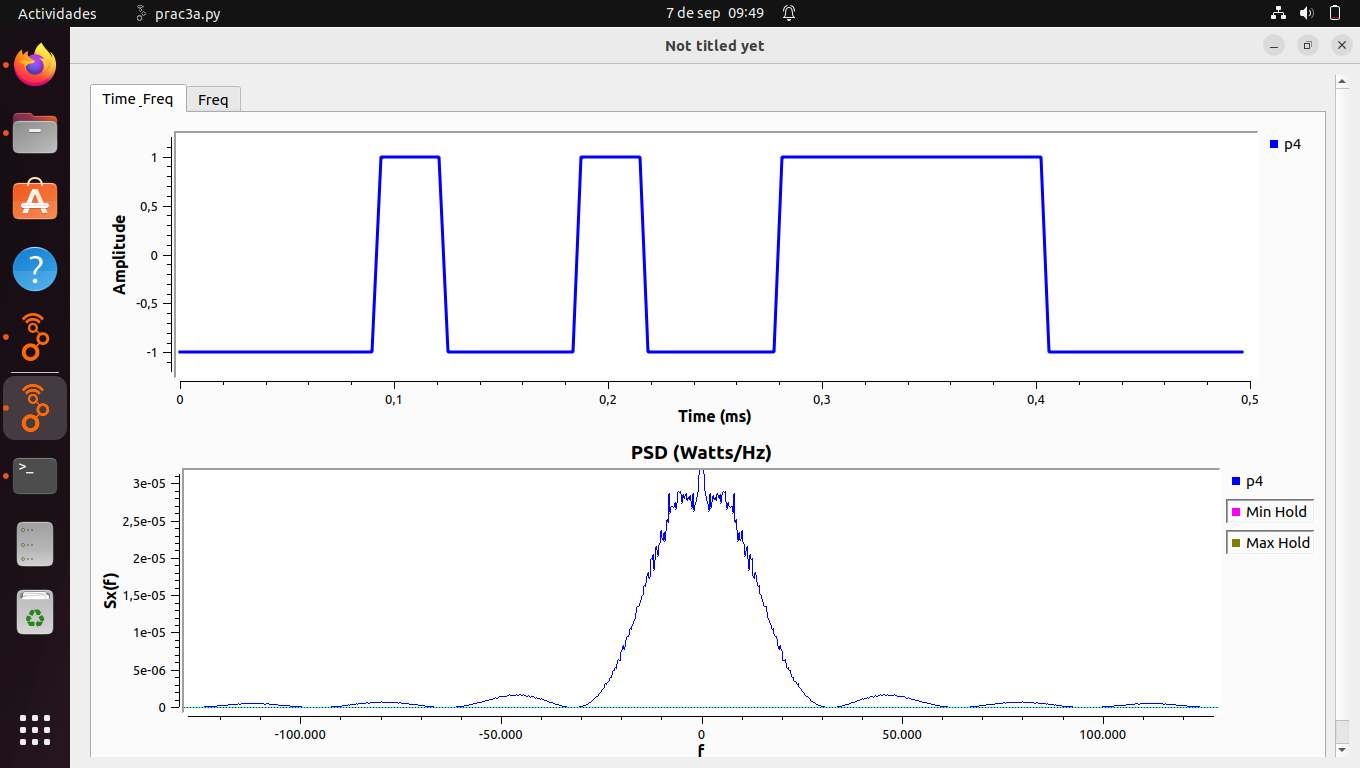 Actividades
prac3a.py
7 de sep 09:49
Not titled yet
Time_Freq
Freq
1
0,5
0
-0,5
-1
Amplitude
p4
0
0,1
0,2
0,3
0,4
0,5
Time (ms)
PSD (Watts/Hz)
3e-05
2,5e-05
2e-05
1,5e-05
1e-05
5e-06
0
Sx(f)
p4
Min Hold
Max Hold
-100.000
-50.000
0
50.000
100.000
f